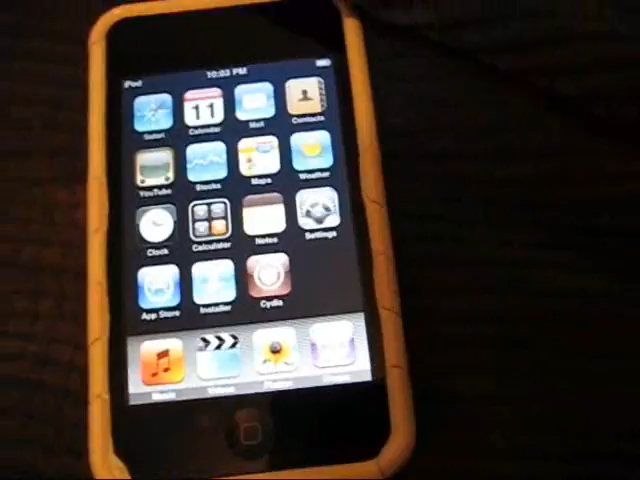 iPod 10:03 PM
Safari Calendar Mail Contacts
11
YouTube Stocks Maps Weather
Clock Calculator Notes Settings
App Store Installer Cydia
Music Videos Photos